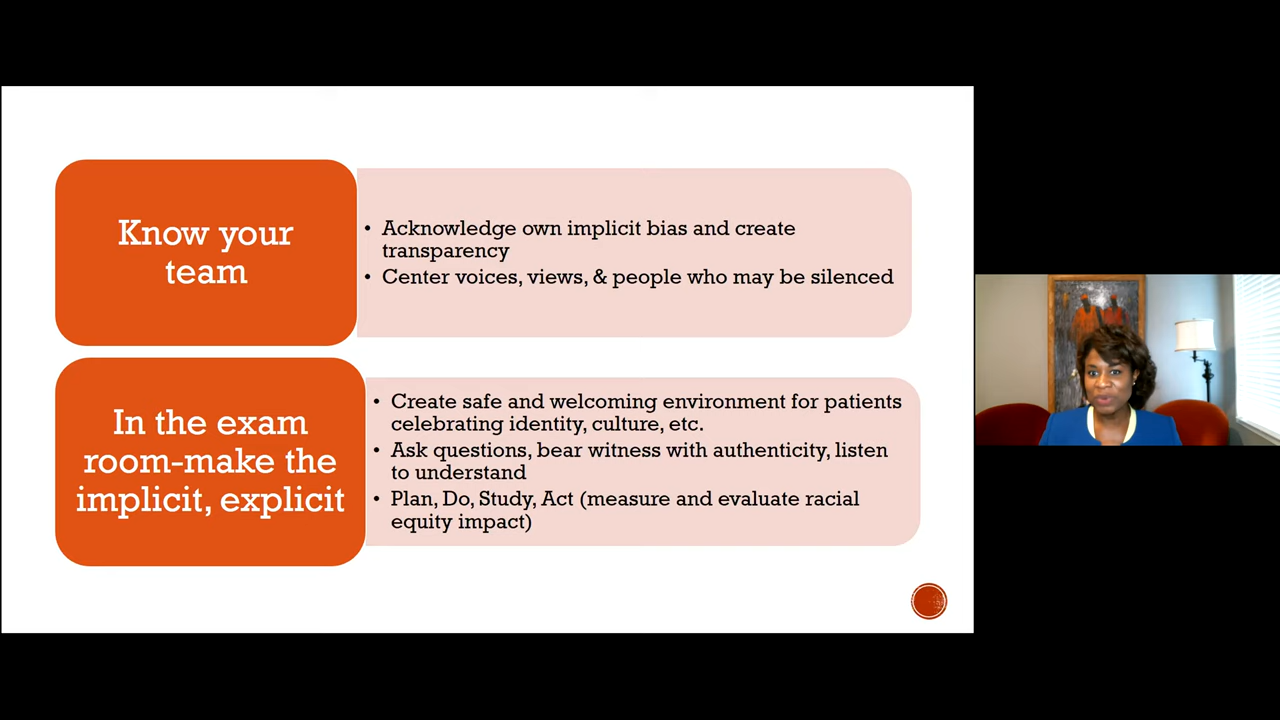 Know your
team
• Acknowledge own implicit bias and create
transparency
• Center voices, views, & people who may be silenced
In the exam
room-make the
implicit, explicit
• Create safe and welcoming environment for patients
celebrating identity, culture, etc.
• Ask questions, bear witness with authenticity, listen
to understand
• Plan, Do, Study, Act (measure and evaluate racial
equity impact)